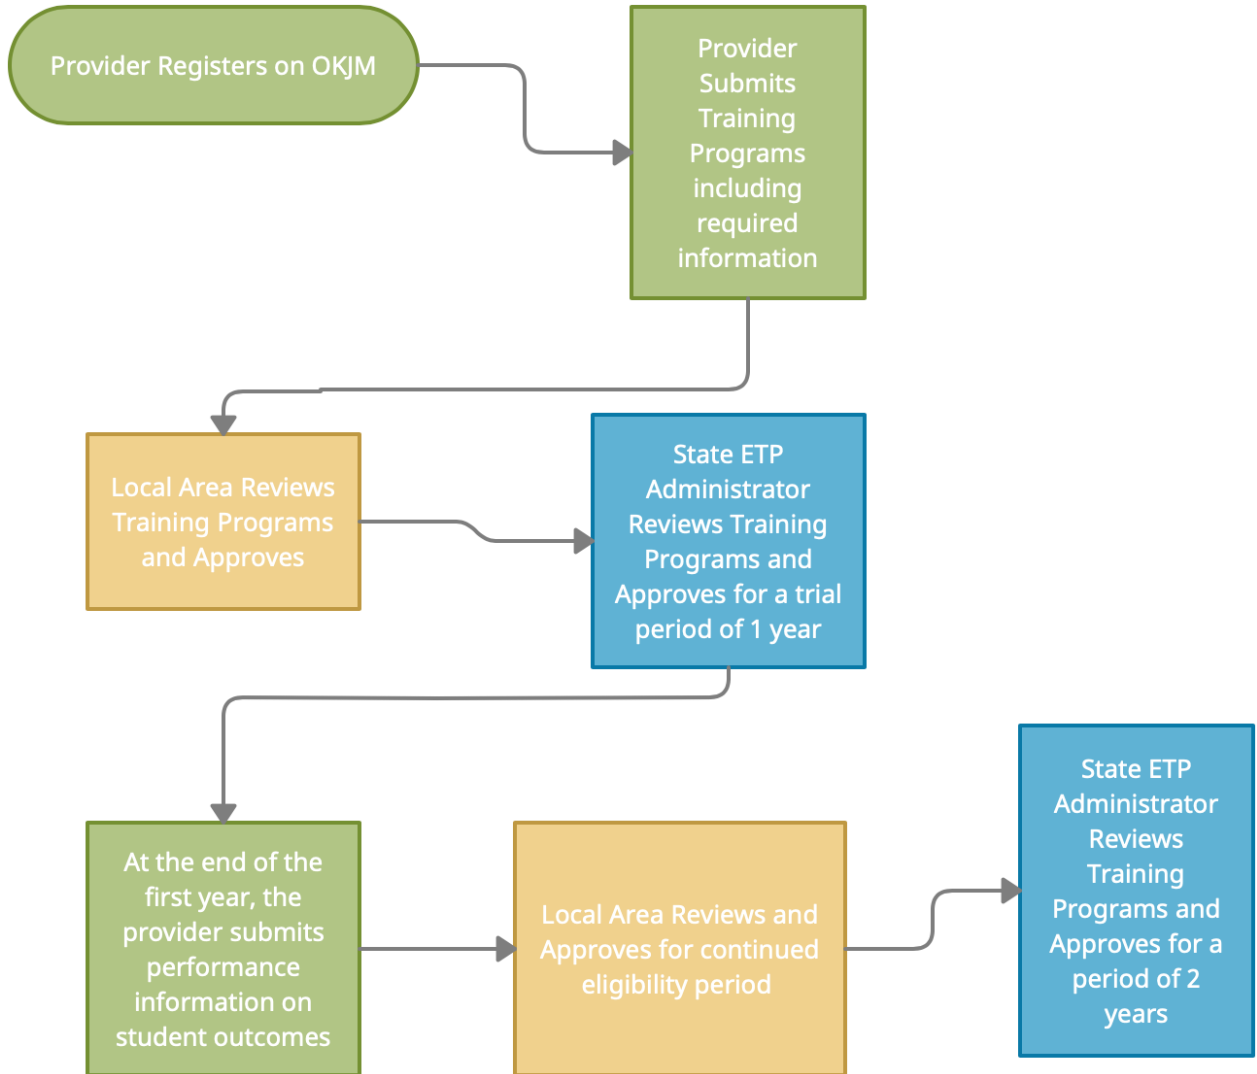 Provider Registers on OKJM
Provider
Submits
Training
Programs
including
required
information
Local Area Reviews
Training Programs
and Approves
State ETP
Administrator
Reviews Training
Programs and
Approves for a trial
period of 1 year
At the end of the
first year, the
provider submits
performance
information on
student outcomes
Local Area Reviews and
Approves for continued
eligibility period
State ETP
Administrator
Reviews
Training
Programs and
Approves for a
period of 2
years